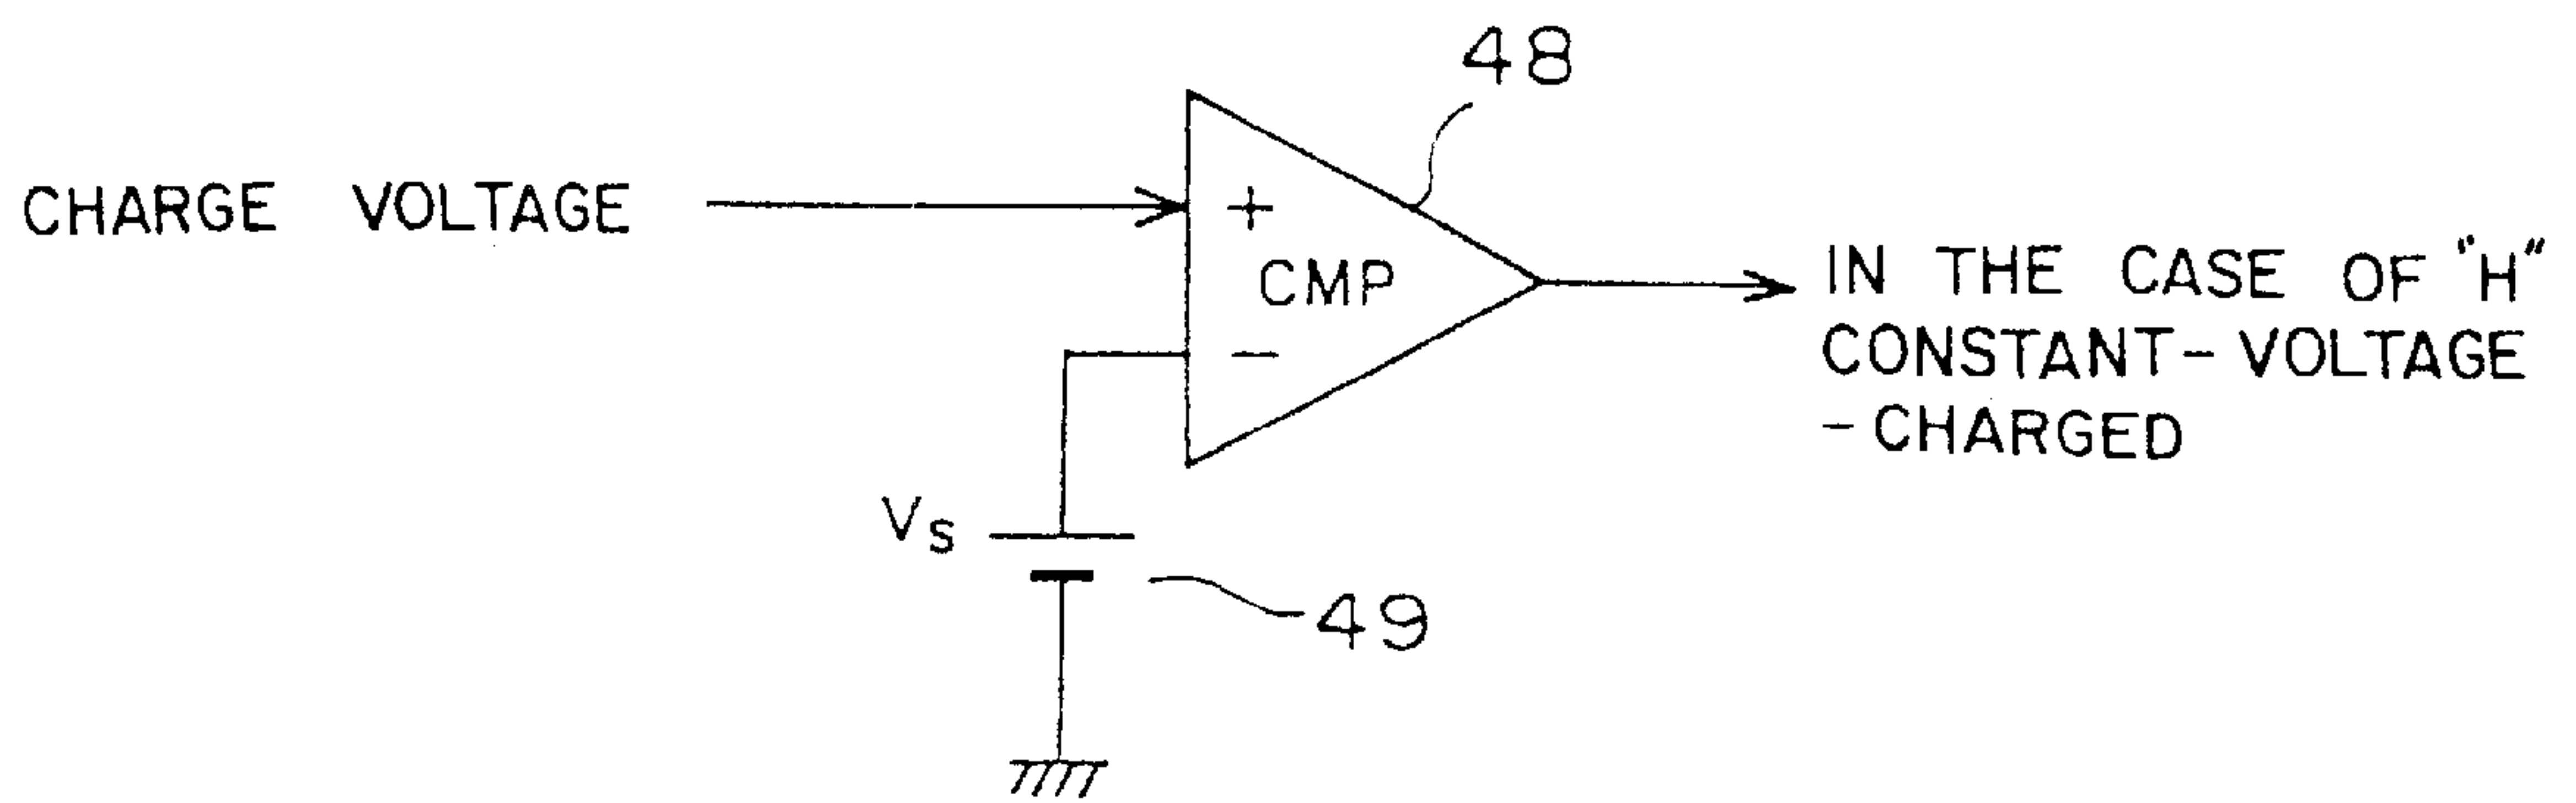 48
CHARGE VOLTAGE
+
CMP
−
IN THE CASE OF "H"
CONSTANT-VOLTAGE
-CHARGED
Vs
49